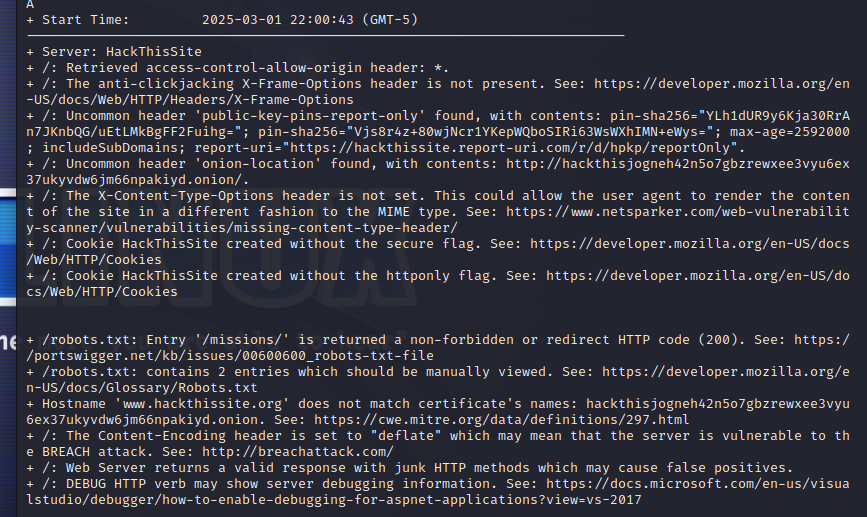 A
+ Start Time:         2025-03-01 22:00:43 (GMT-5)
---------------------------------------------------------------------------
+ Server: HackThisSite
+ /: Retrieved access-control-allow-origin header: *.
+ /: The anti-clickjacking X-Frame-Options header is not present. See: https://developer.mozilla.org/en
-US/docs/Web/HTTP/Headers/X-Frame-Options
+ /: Uncommon header 'public-key-pins-report-only' found, with contents: pin-sha256="YLh1dUR9y6Kja30RrA
n7JKnbQG/uEtLMkBgFF2Fuihg="; pin-sha256="Vjs8r4z+80wjNcr1YKepWQboSIRi63WsWXhIMN+eWys="; max-age=2592000
; includeSubDomains; report-uri="https://hackthissite.report-uri.com/r/d/hpkp/reportOnly".
+ /: Uncommon header 'onion-location' found, with contents: http://hackthisjogneh42n5o7gbzrewxee3vyu6ex
37ukyvdw6jm66npakiyd.onion/.
+ /: The X-Content-Type-Options header is not set. This could allow the user agent to render the conten
t of the site in a different fashion to the MIME type. See: https://www.netsparker.com/web-vulnerabilit
y-scanner/vulnerabilities/missing-content-type-header/
+ /: Cookie HackThisSite created without the secure flag. See: https://developer.mozilla.org/en-US/docs
/Web/HTTP/Cookies
+ /: Cookie HackThisSite created without the httponly flag. See: https://developer.mozilla.org/en-US/do
cs/Web/HTTP/Cookies
+ /robots.txt: Entry '/missions/' is returned a non-forbidden or redirect HTTP code (200). See: https:/
/portswigger.net/kb/issues/00600600_robots-txt-file
+ /robots.txt: contains 2 entries which should be manually viewed. See: https://developer.mozilla.org/e
n-US/docs/Glossary/Robots.txt
+ Hostname 'www.hackthissite.org' does not match certificate's names: hackthisjogneh42n5o7gbzrewxee3vyu
6ex37ukyvdw6jm66npakiyd.onion. See: https://cwe.mitre.org/data/definitions/297.html
+ /: The Content-Encoding header is set to "deflate" which may mean that the server is vulnerable to th
e BREACH attack. See: http://breachattack.com/
+ /: Web Server returns a valid response with junk HTTP methods which may cause false positives.
+ /: DEBUG HTTP verb may show server debugging information. See: https://docs.microsoft.com/en-us/visua
lstudio/debugger/how-to-enable-debugging-for-aspnet-applications?view=vs-2017